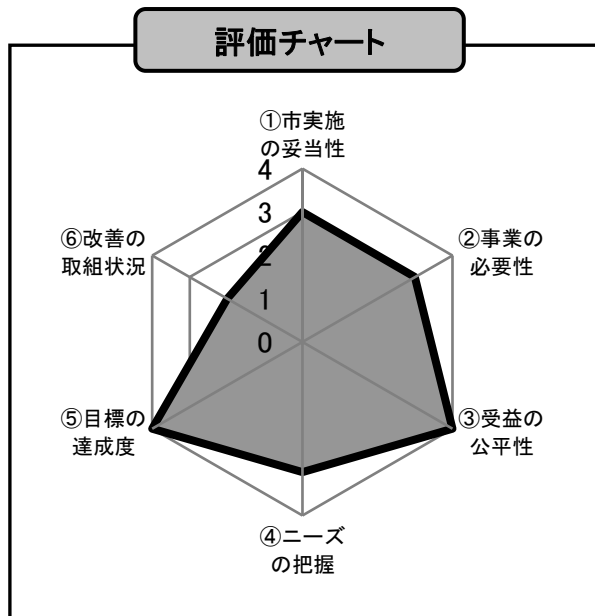 評価チャート
①市実施
の妥当性
4
3
2
1
0
②事業の
必要性
③受益の
公平性
④ニーズ
の把握
⑤目標の
達成度
⑥改善の
取組状況